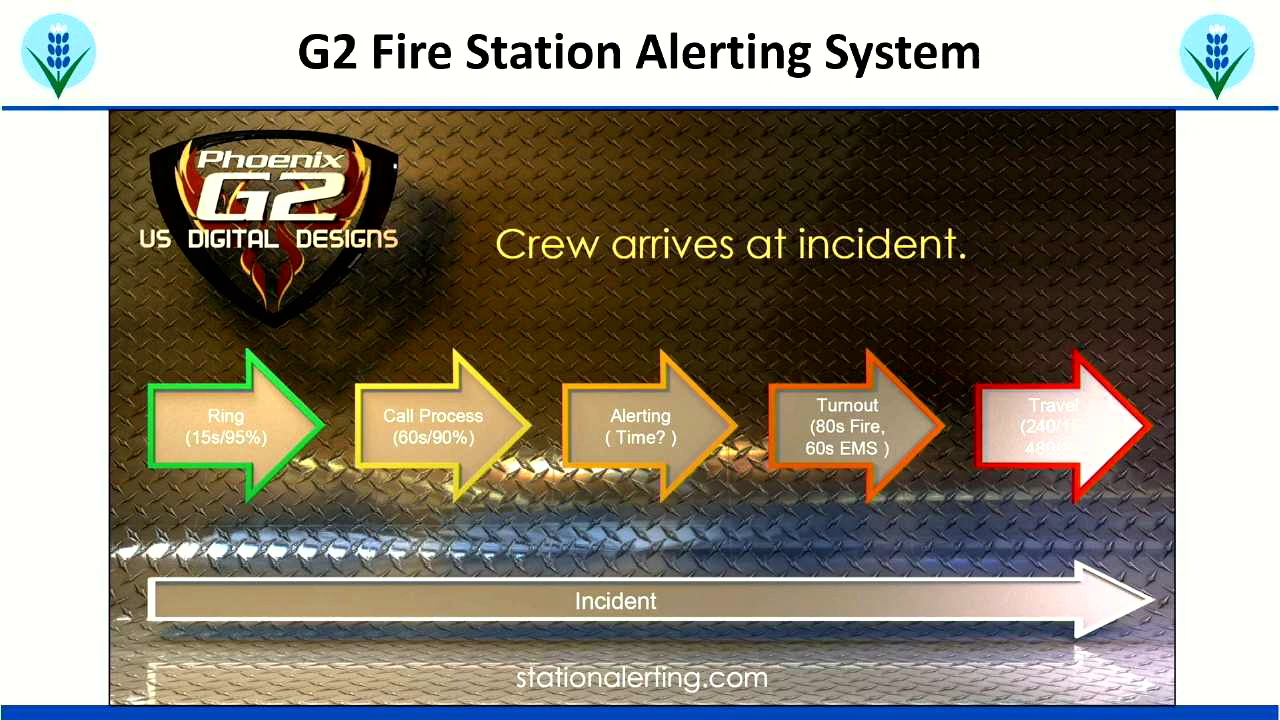 G2 Fire Station Alerting System
Phoenix
G2
US DIGITAL DESIGNS
Crew arrives at incident.
Ring
(15s/95%)
Call Process
(60s/90%)
Alerting
( Time? )
Turnout
(80s Fire,
60s EMS )
Travel
Incident
stationalerting.com